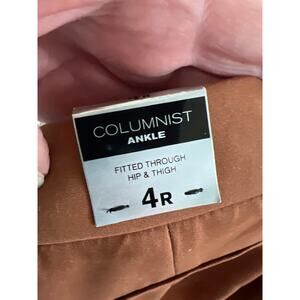 COLUMNIST
ANKLE
FITTED THROUGH
HIP & THIGH
4R